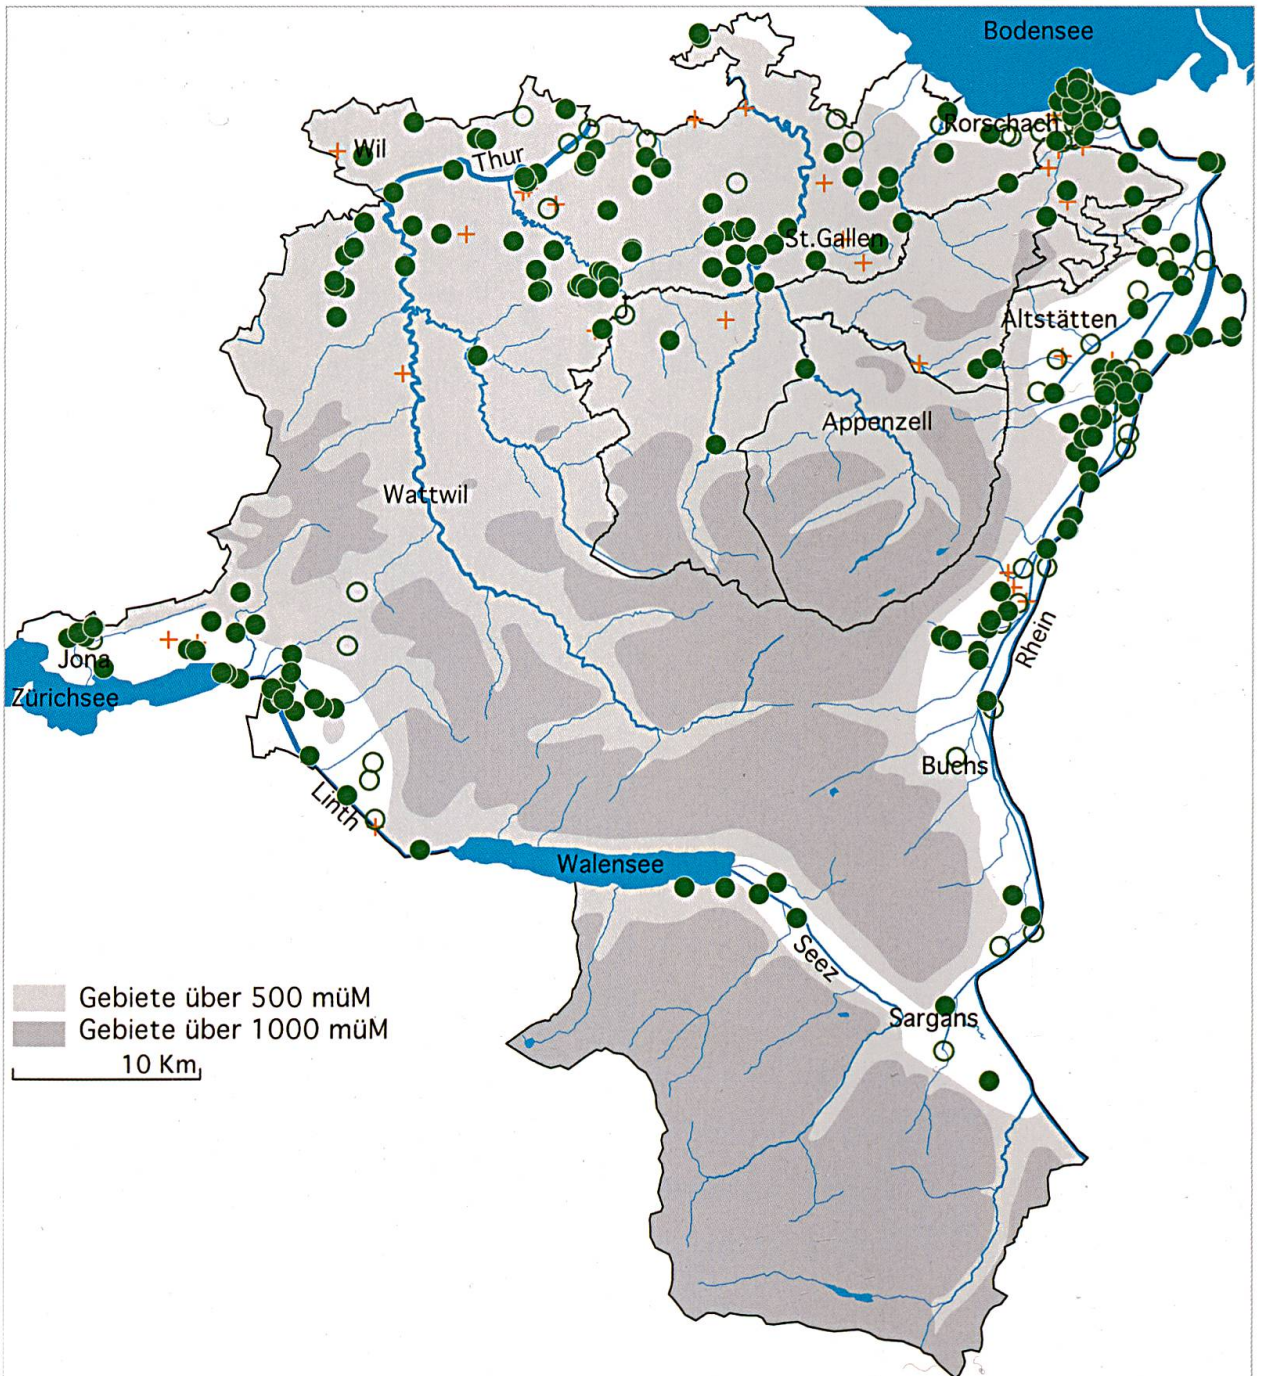 Bodensee
Rorschach
Wil
Thur
St.Gallen
Altstätten
Appenzell
Wattwil
Rhein
Jona
Zürichsee
Buchs
Linth
Walensee
Seez
Gebiete über 500 müM
Sargans
Gebiete über 1000 müM
10 Km